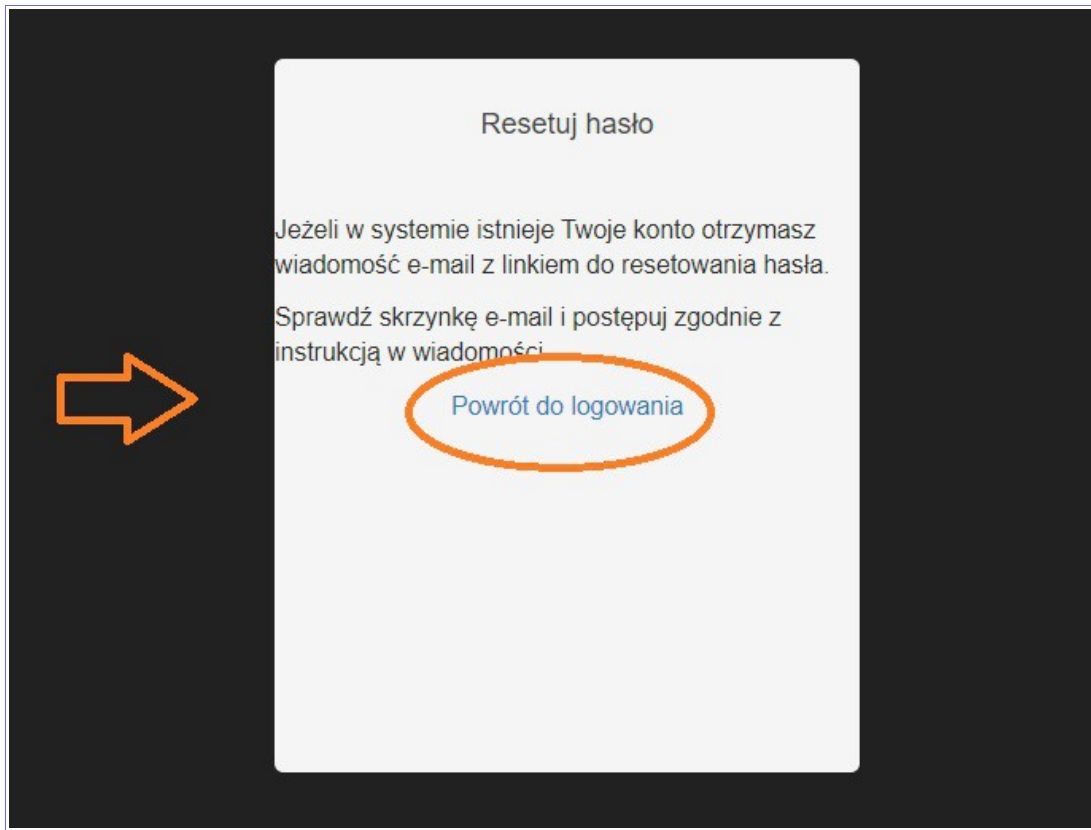 Resetuj hasło
Jeżeli w systemie istnieje Twoje konto otrzymasz
wiadomość e-mail z linkiem do resetowania hasła.
Sprawdź skrzynkę e-mail i postępuj zgodnie z
instrukcją w wiadomości
Powrót do logowania